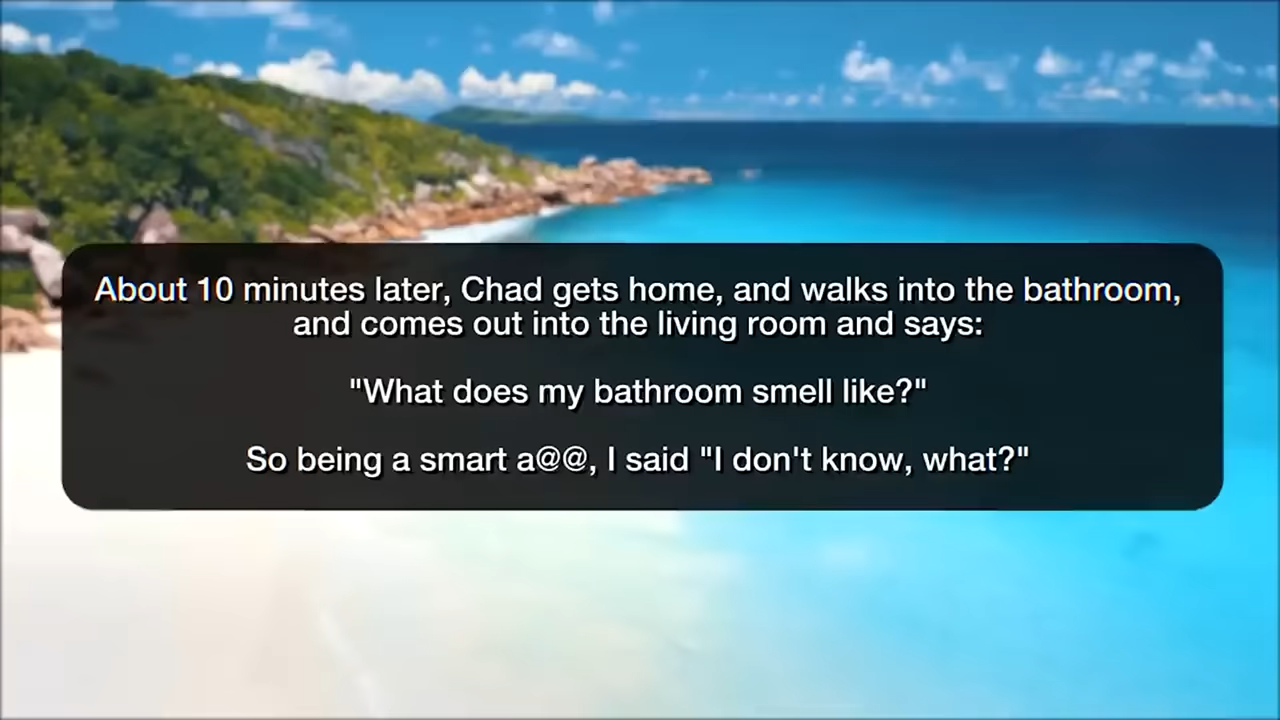 About 10 minutes later, Chad gets home, and walks into the bathroom,
and comes out into the living room and says:
"What does my bathroom smell like?"
So being a smart a@@, I said "I don't know, what?"